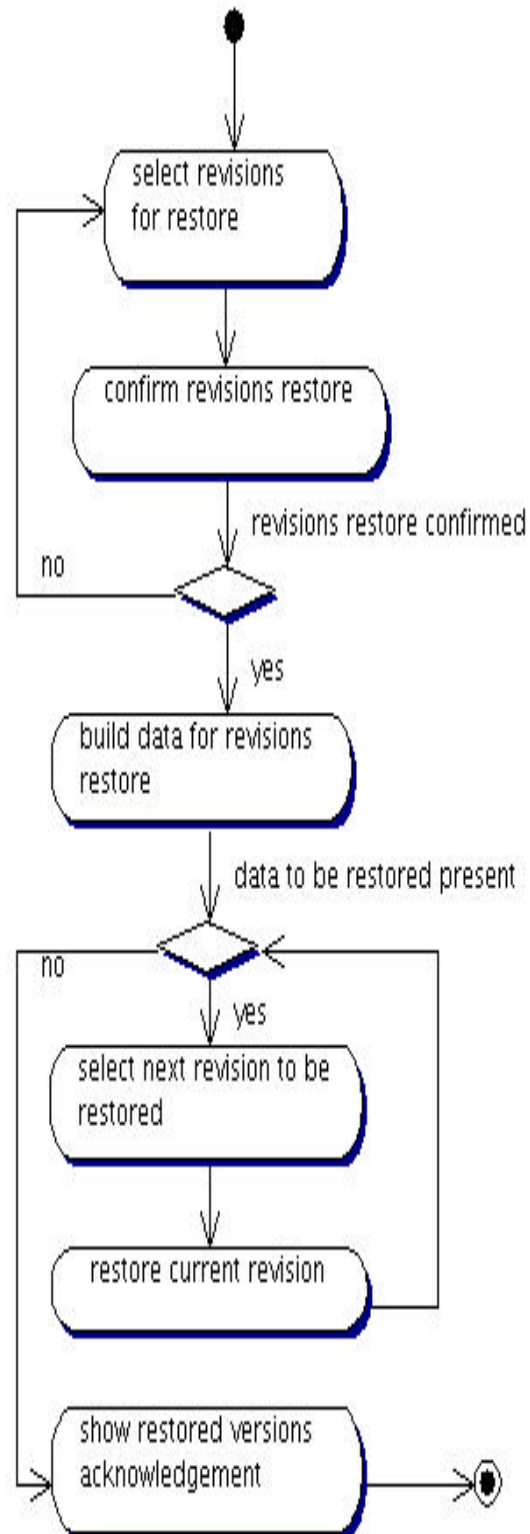 select revisions
for restore
confirm revisions restore
revisions restore confirmed
no
yes
build data for revisions
restore
data to be restored present
no
yes
select next revision to be
restored
restore current revision
show restored versions
acknowledgement